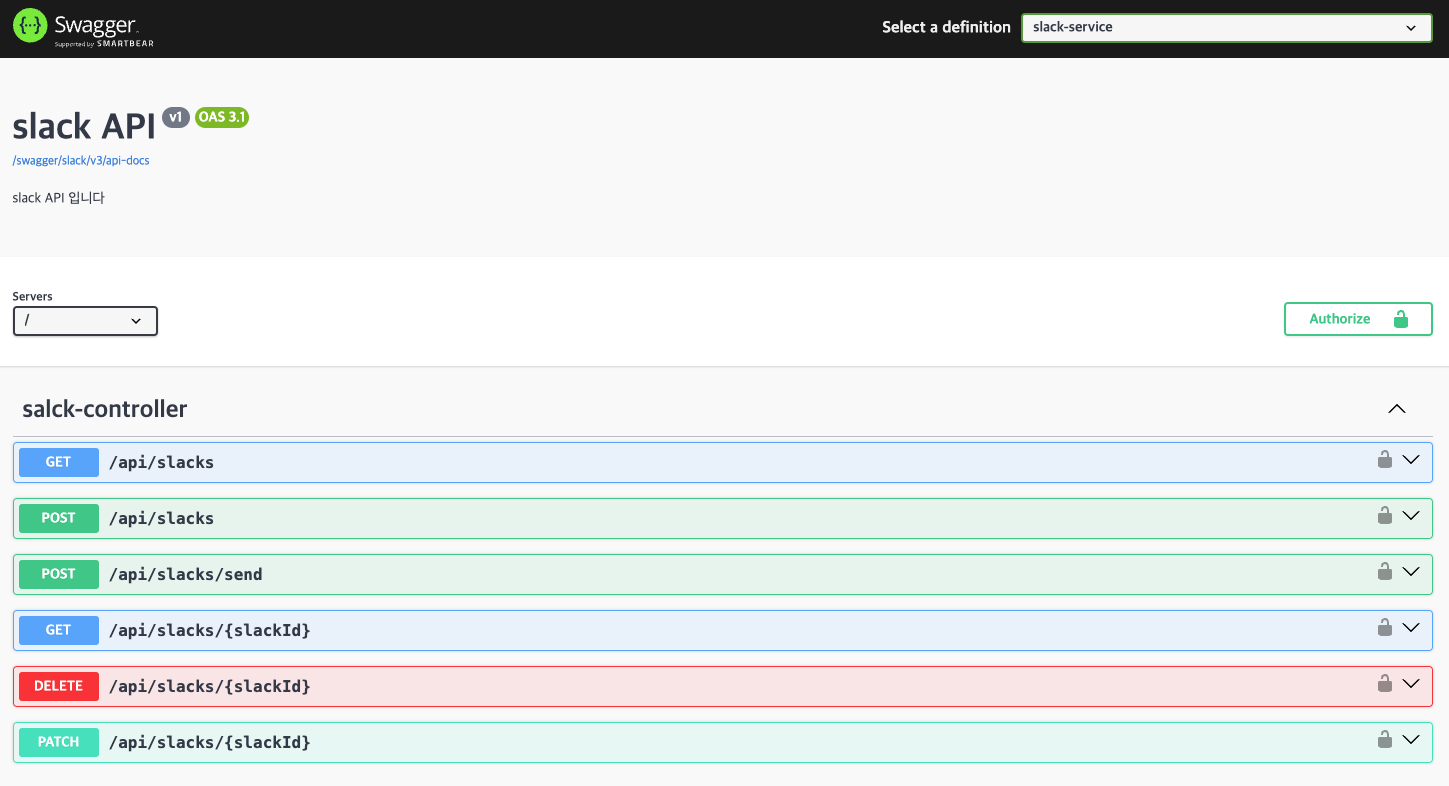 {···} Swagger.
Supported by SMARTBEAR
Select a definition
slack-service
slack API v1 OAS 3.1
/swagger/slack/v3/api-docs
slack API 입니다
Servers
/
Authorize
salck-controller
GET /api/slacks
POST /api/slacks
POST /api/slacks/send
GET /api/slacks/{slackId}
DELETE /api/slacks/{slackId}
PATCH /api/slacks/{slackId}